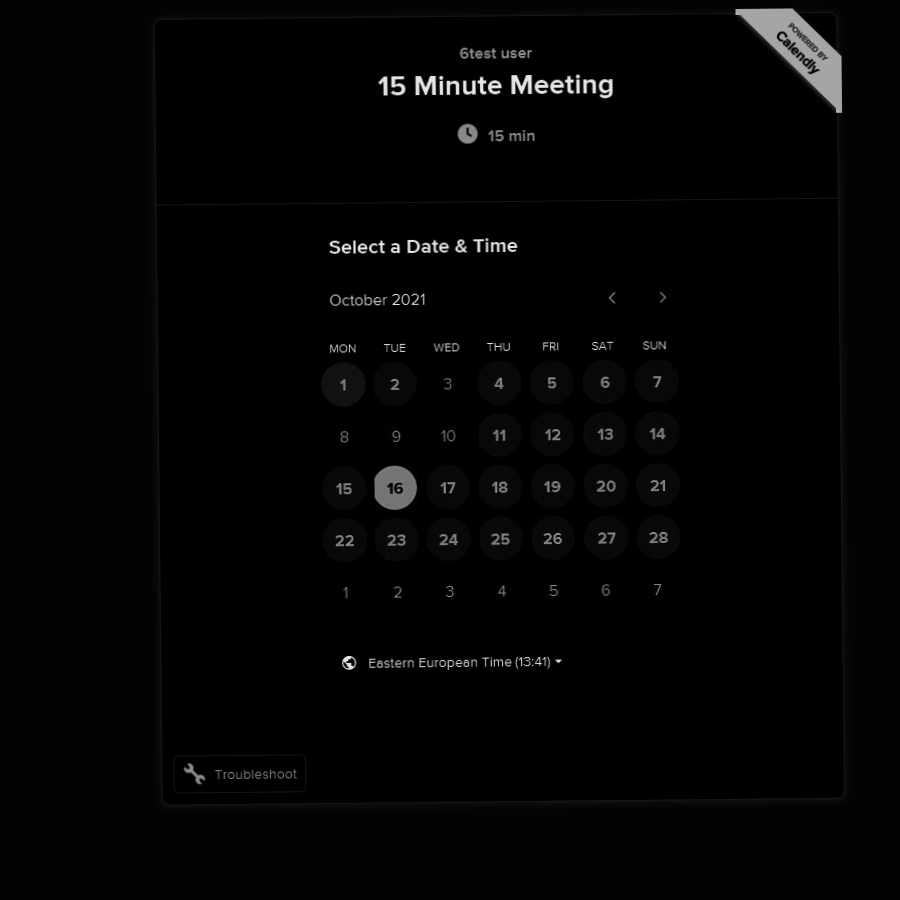 POWERED BY
Calendly
6test user
15 Minute Meeting
15 min
Select a Date & Time
October 2021
MON TUE WED THU FRI SAT SUN
1 2 3 4 5 6 7
8 9 10 11 12 13 14
15 16 17 18 19 20 21
22 23 24 25 26 27 28
1 2 3 4 5 6 7
Eastern European Time (13:41)
Troubleshoot